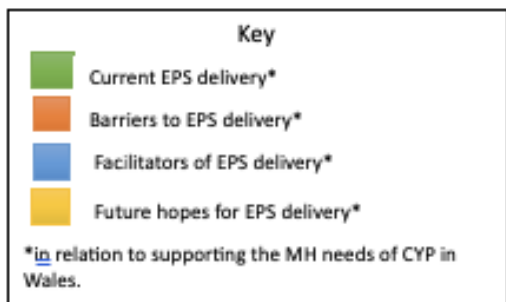 Key
Current EPS delivery*
Barriers to EPS delivery*
Facilitators of EPS delivery*
Future hopes for EPS delivery*
*in relation to supporting the MH needs of CYP in
Wales.